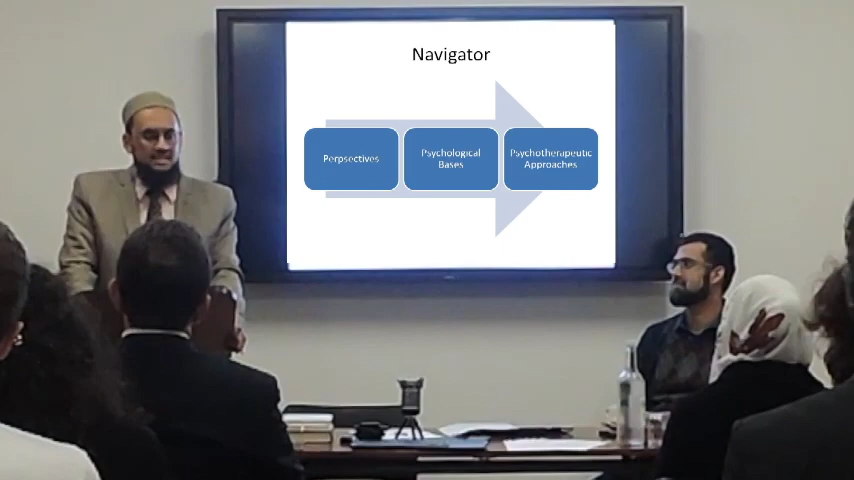 Navigator
Perpsectives
Psychological
Bases
Psychotherapeutic
Approaches